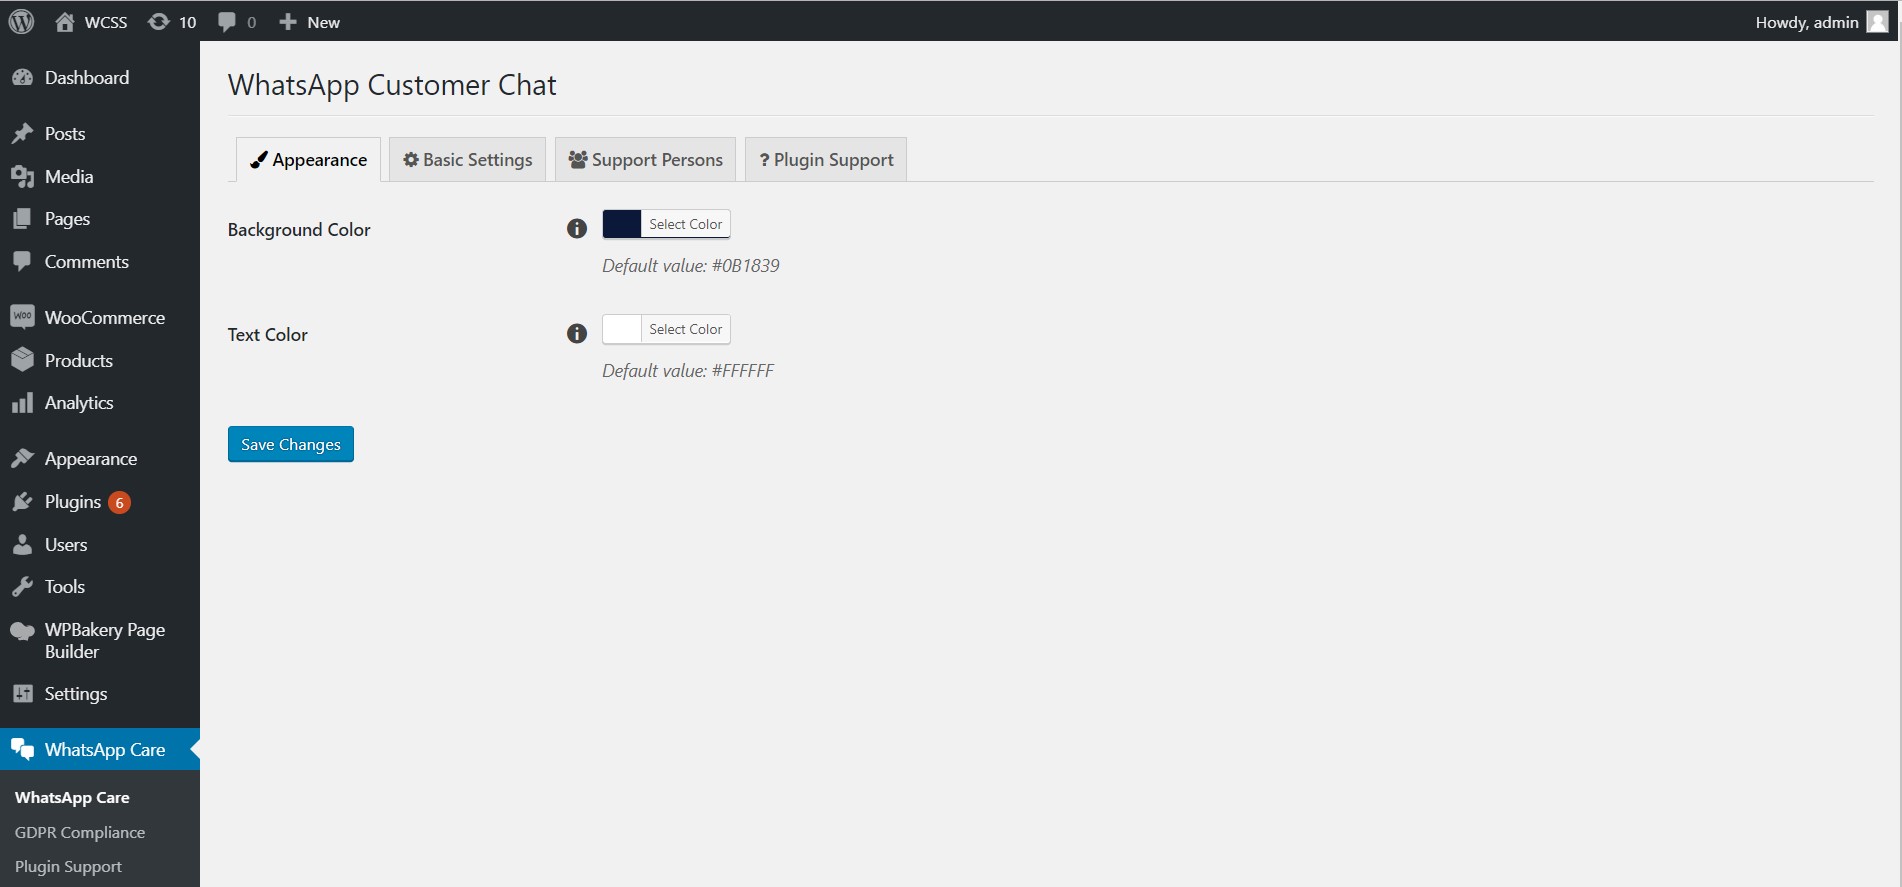 WCSS 10 0 New Howdy, admin
Dashboard
Posts
Media
Pages
Comments
WOO WooCommerce
Products
Analytics
Appearance
Plugins 6
Users
Tools
WPBakery Page
Builder
Settings
WhatsApp Care
WhatsApp Care
GDPR Compliance
Plugin Support
WhatsApp Customer Chat
Appearance Basic Settings Support Persons ? Plugin Support
Background Color Select Color
Default value: #0B1839
Text Color Select Color
Default value: #FFFFFF
Save Changes